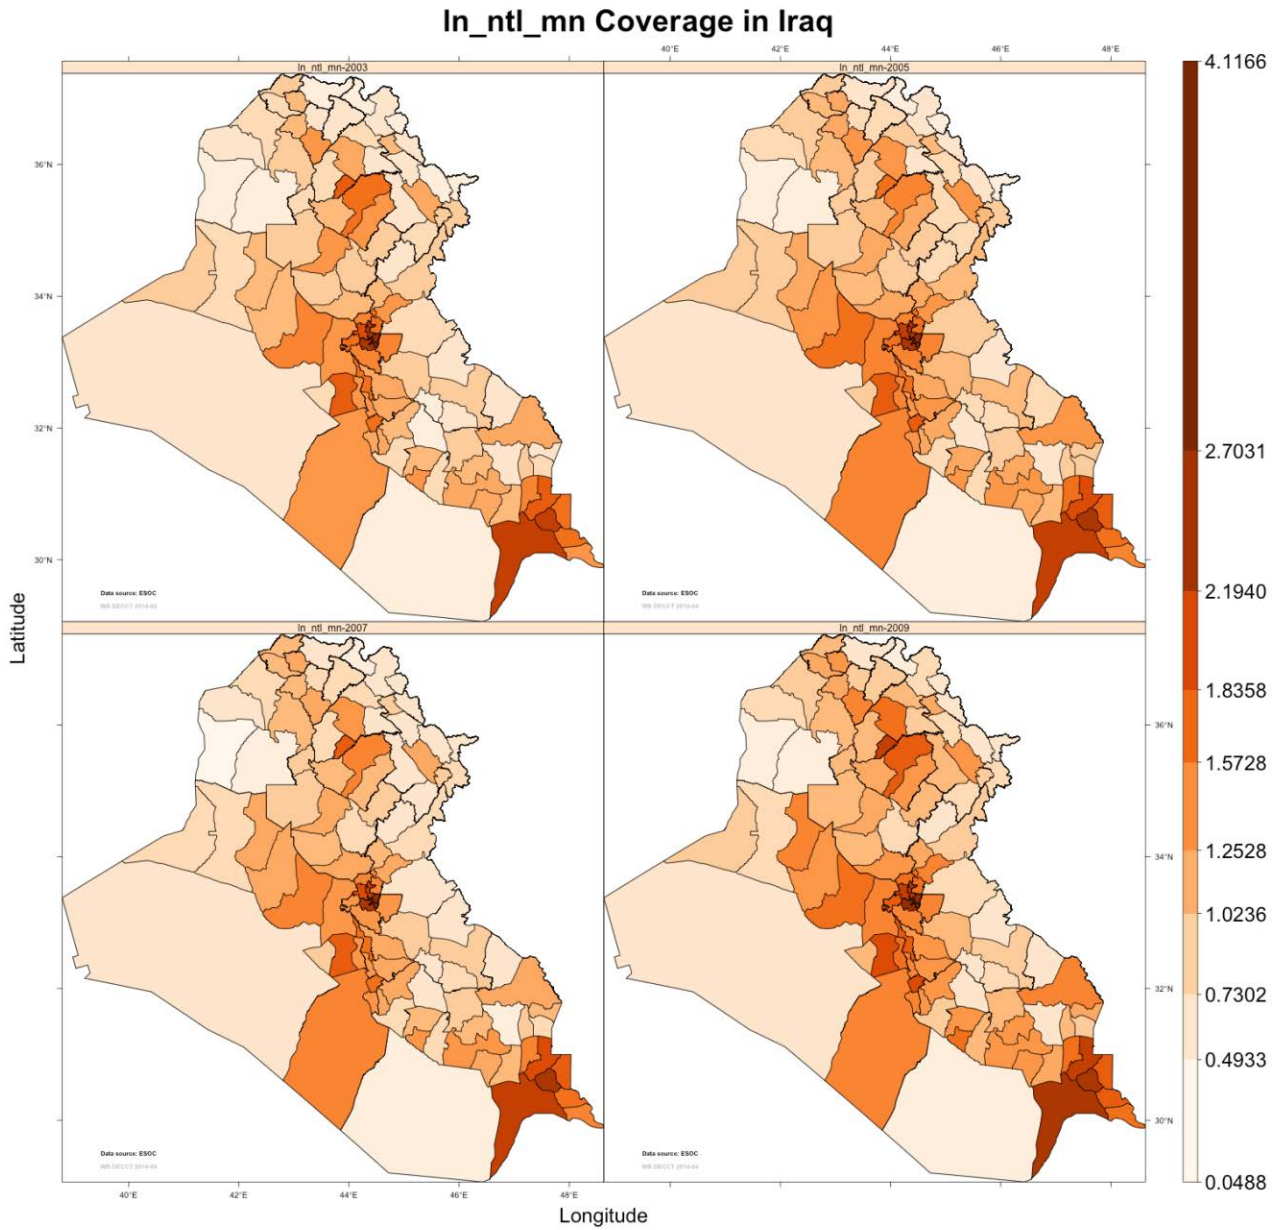 ln_ntl_mn Coverage in Iraq
40°E 42°E 44°E 46°E 48°E
ln_ntl_mn-2003 ln_ntl_mn-2005
36°N
34°N
32°N
30°N
Data source: ESOC Data source: ESOC
ln_ntl_mn-2007 ln_ntl_mn-2009
36°N
34°N
32°N
30°N
Data source: ESOC Data source: ESOC
40°E 42°E 44°E 46°E 48°E
Latitude
Longitude
4.1166
2.7031
2.1940
1.8358
1.5728
1.2528
1.0236
0.7302
0.4933
0.0488